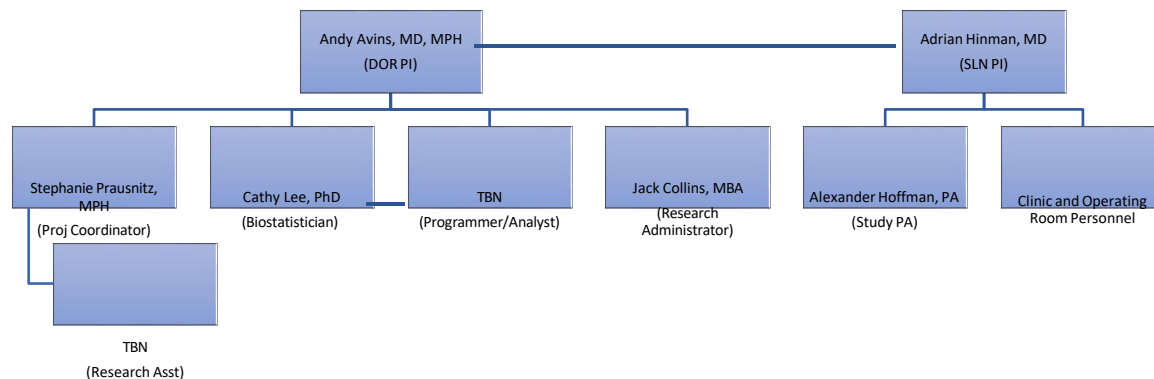 Andy Avins, MD, MPH
(DOR PI)
Adrian Hinman, MD
(SLN PI)
Stephanie Prausnitz,
MPH
(Proj Coordinator)
Cathy Lee, PhD
(Biostatistician)
TBN
(Programmer/Analyst)
Jack Collins, MBA
(Research
Administrator)
Alexander Hoffman, PA
(Study PA)
Clinic and Operating
Room Personnel
TBN
(Research Asst)